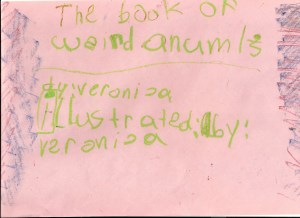 The book of
weird anumls
by:veronica
Illustrated:by:
veronica